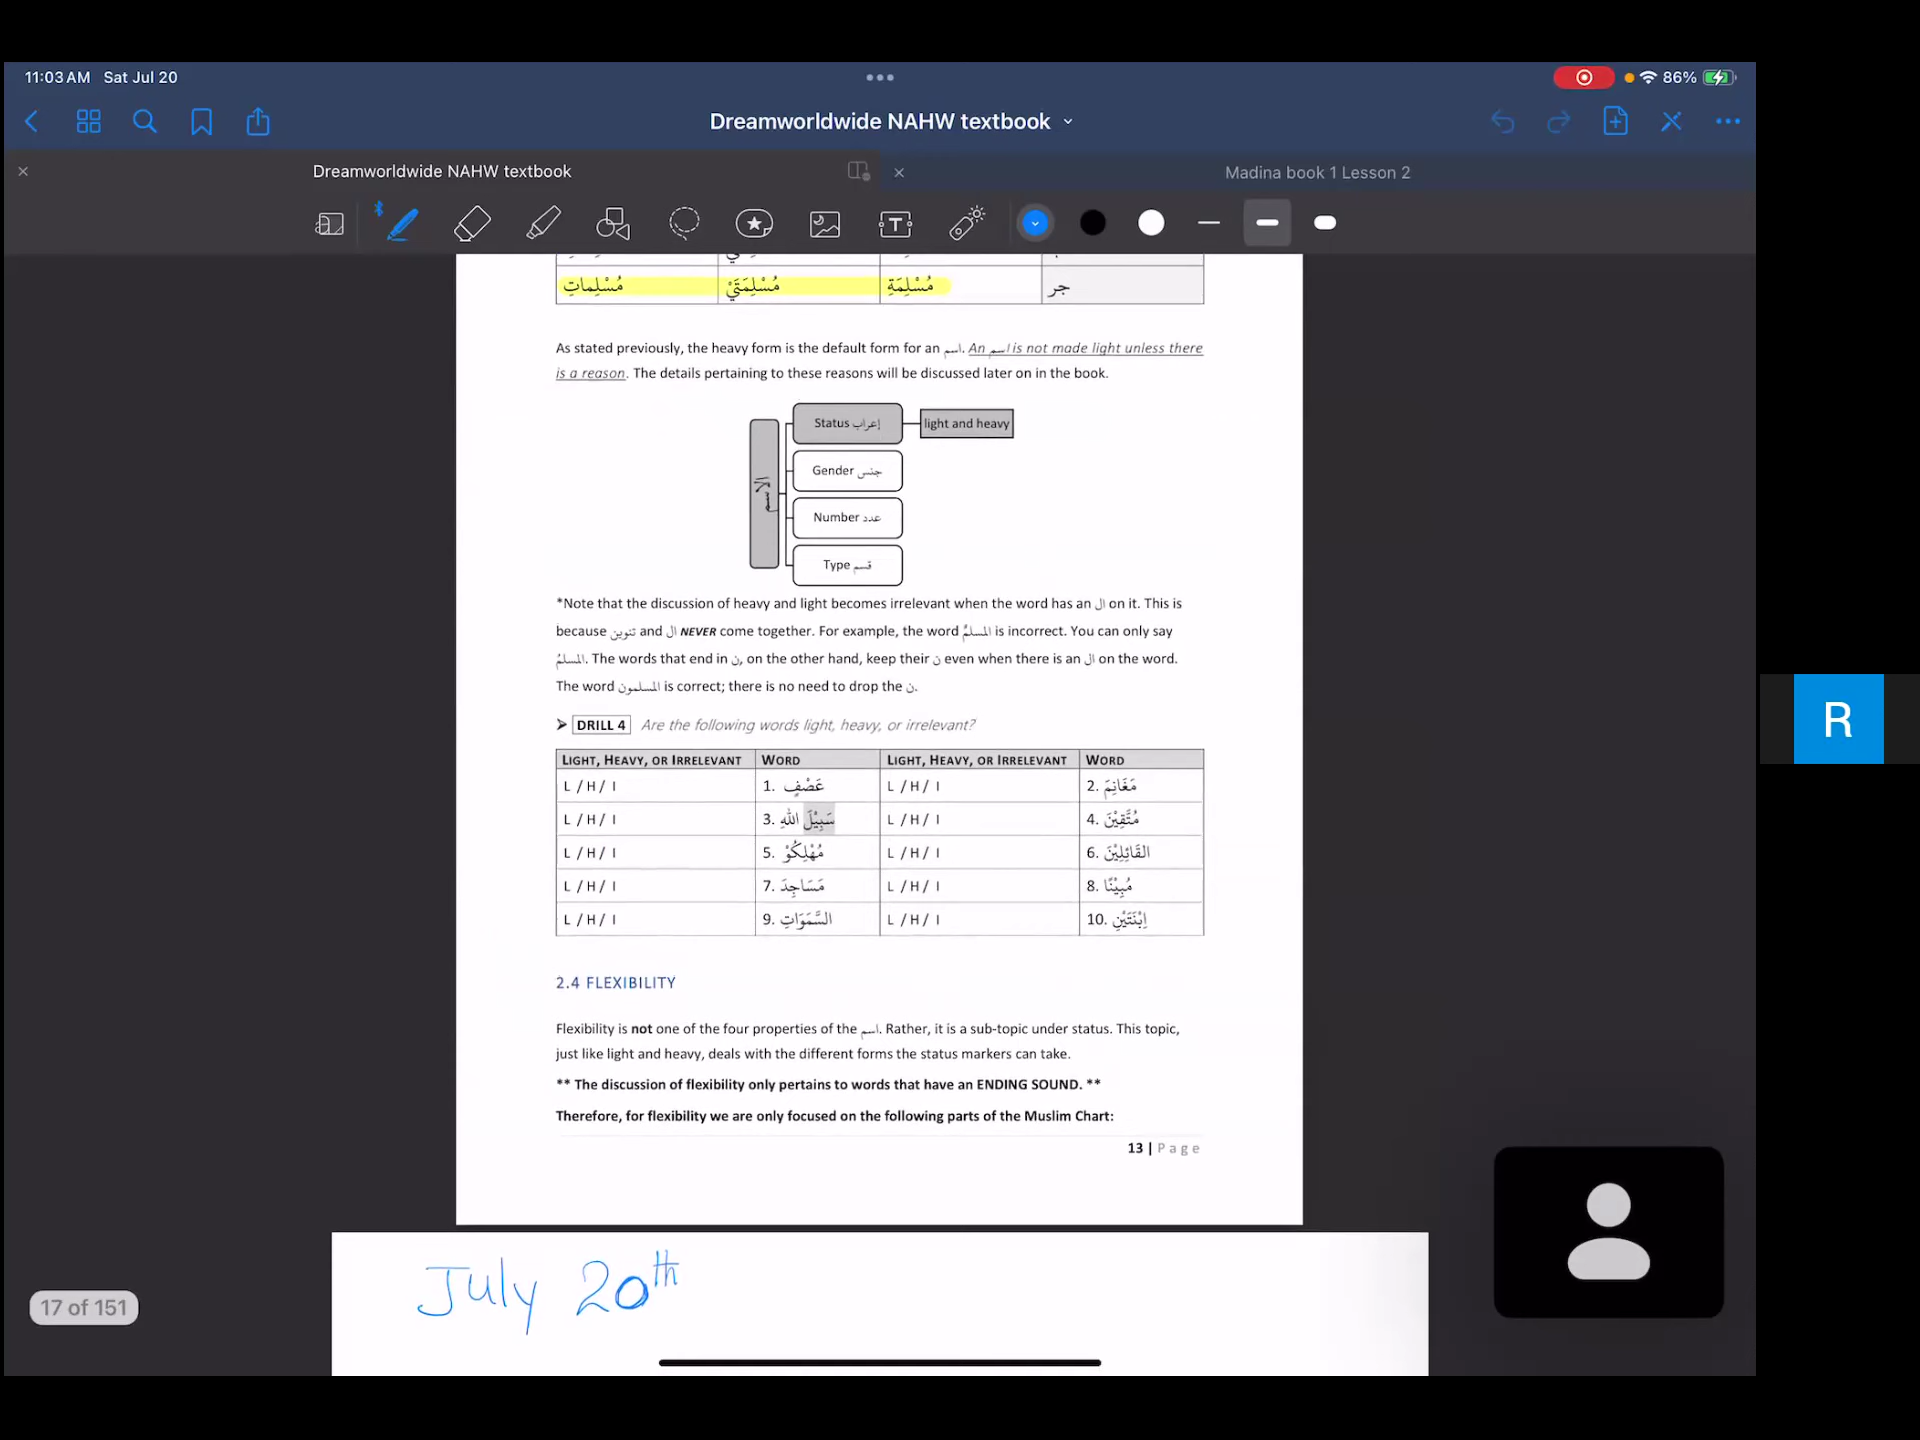 11:03 AM Sat Jul 20
86%
Dreamworldwide NAHW textbook
Dreamworldwide NAHW textbook
Madina book 1 Lesson 2
مُسْلِمَاتِ مُسْلِمَتَيْ مُسْلِمَةِ جر
As stated previously, the heavy form is the default form for an اسم. An اسم is not made light unless there
is a reason. The details pertaining to these reasons will be discussed later on in the book.
الاسم
Status إعراب
light and heavy
Gender جنس
Number عدد
Type قسم
*Note that the discussion of heavy and light becomes irrelevant when the word has an ال on it. This is
because تنوين and ال NEVER come together. For example, the word المسلمٌ is incorrect. You can only say
المسلمُ. The words that end in ن, on the other hand, keep their ن even when there is an ال on the word.
The word المسلمون is correct; there is no need to drop the ن.
➤ DRILL 4 Are the following words light, heavy, or irrelevant?
LIGHT, HEAVY, OR IRRELEVANT WORD LIGHT, HEAVY, OR IRRELEVANT WORD
L / H / I 1. عَصْفٍ L / H / I 2. مَغَانِمَ
L / H / I 3. سَبِيْلَ اللهِ L / H / I 4. مُتَّقِيْنَ
L / H / I 5. مُهْلِكُوْ L / H / I 6. القَائِلِيْنَ
L / H / I 7. مَسَاجِدَ L / H / I 8. مُبِيْنًا
L / H / I 9. السَّمَوَاتِ L / H / I 10. اِبْنَتَيْنِ
2.4 FLEXIBILITY
Flexibility is not one of the four properties of the اسم. Rather, it is a sub-topic under status. This topic,
just like light and heavy, deals with the different forms the status markers can take.
** The discussion of flexibility only pertains to words that have an ENDING SOUND. **
Therefore, for flexibility we are only focused on the following parts of the Muslim Chart:
13 | Page
July 20th
17 of 151
R